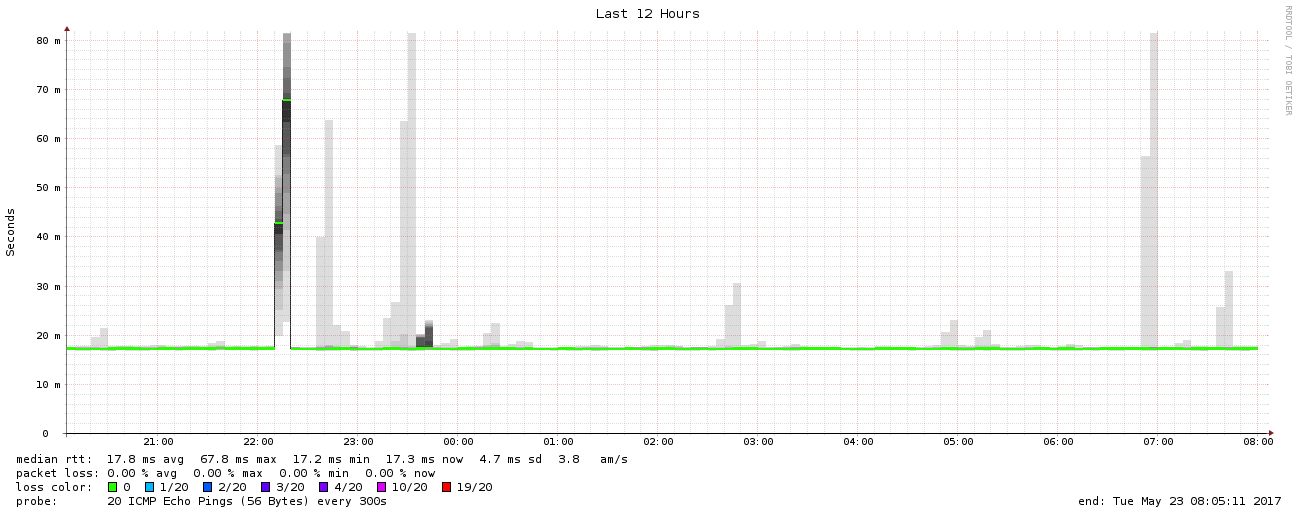 Last 12 Hours
RRDTOOL / TOBI OETIKER
Seconds
80 m
70 m
60 m
50 m
40 m
30 m
20 m
10 m
0
21:00 22:00 23:00 00:00 01:00 02:00 03:00 04:00 05:00 06:00 07:00 08:00
median rtt: 17.8 ms avg 67.8 ms max 17.2 ms min 17.3 ms now 4.7 ms sd 3.8 am/s
packet loss: 0.00 % avg 0.00 % max 0.00 % min 0.00 % now
loss color: 0 1/20 2/20 3/20 4/20 10/20 19/20
probe: 20 ICMP Echo Pings (56 Bytes) every 300s end: Tue May 23 08:05:11 2017